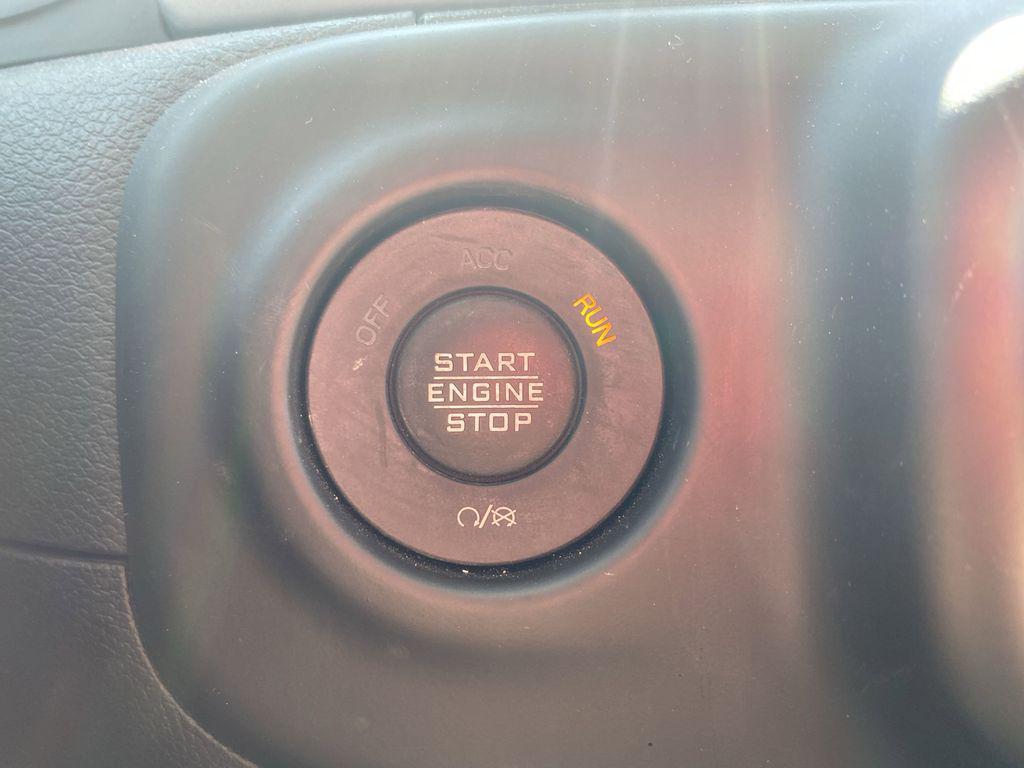 ACC
OFF
RUN
START
ENGINE
STOP